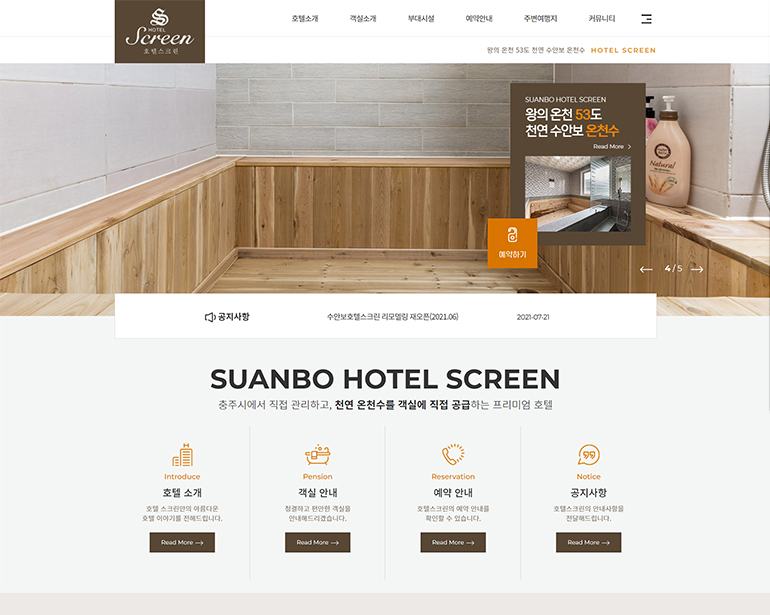 S
HOTEL
Screen
호텔스크린
호텔소개 객실소개 부대시설 예약안내 주변여행지 커뮤니티
왕의 온천 53도 천연 수안보 온천수 HOTEL SCREEN
SUANBO HOTEL SCREEN
왕의 온천 53도
천연 수안보 온천수
Read More
Natural
예약하기
4 / 5
공지사항 수안보호텔스크린 리모델링 재오픈(2021.06) 2021-07-21
SUANBO HOTEL SCREEN
충주시에서 직접 관리하고, 천연 온천수를 객실에 직접 공급하는 프리미엄 호텔
Introduce
호텔 소개
호텔 스크린만의 아름다운
호텔 이야기를 전해드립니다.
Read More
Pension
객실 안내
청결하고 편안한 객실을
안내해드리겠습니다.
Read More
Reservation
예약 안내
호텔스크린의 예약 안내를
확인할 수 있습니다.
Read More
Notice
공지사항
호텔스크린의 안내사항을
전달해드립니다.
Read More